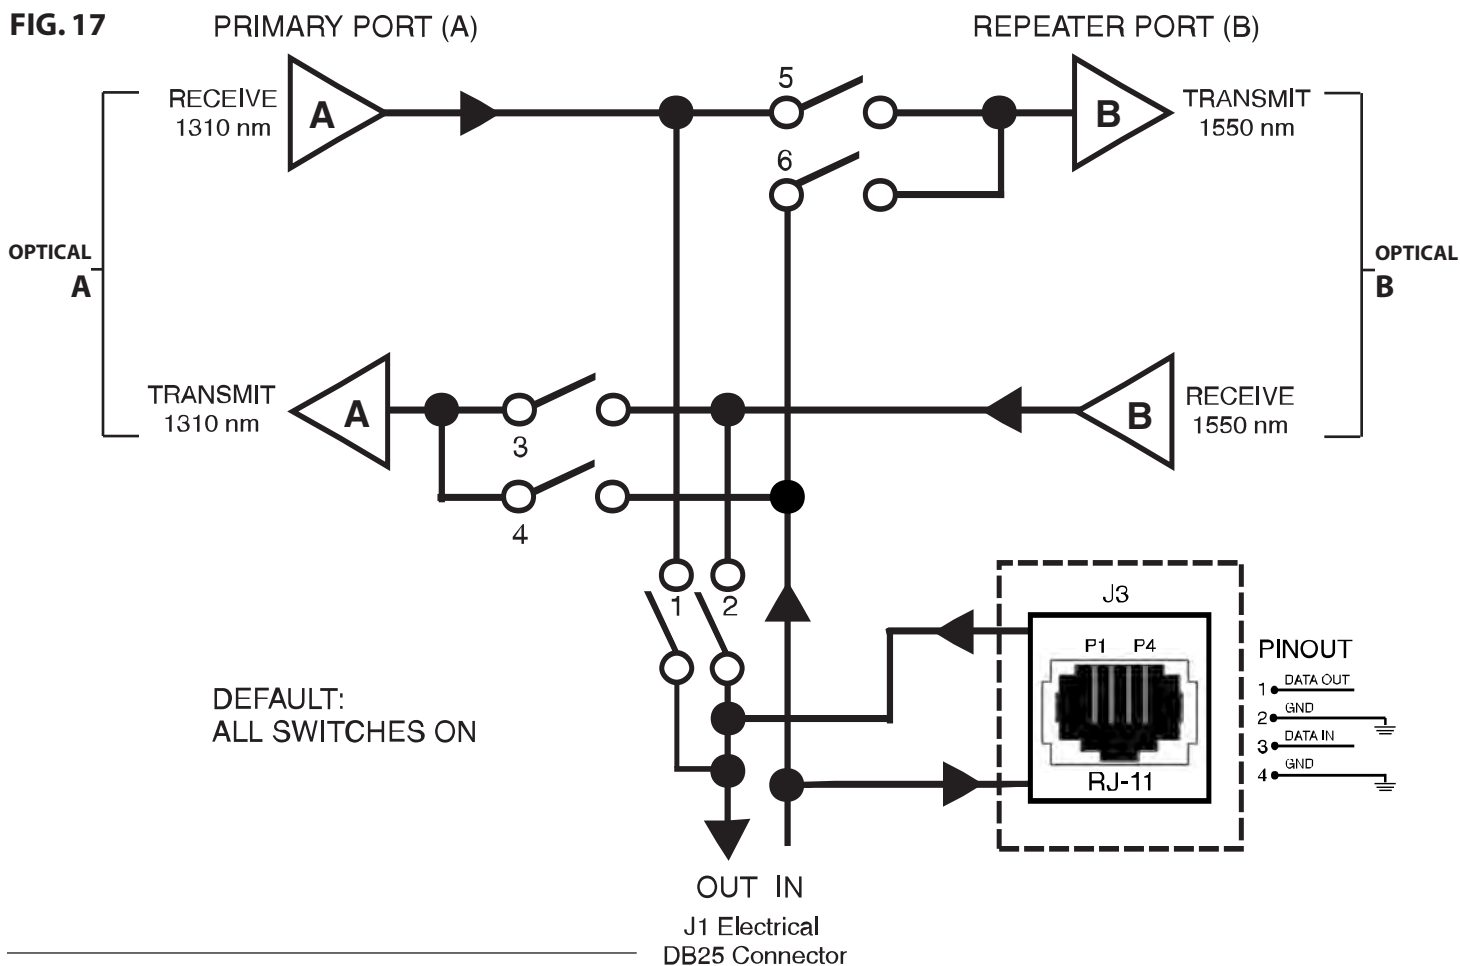 FIG. 17
PRIMARY PORT (A)
REPEATER PORT (B)
RECEIVE
1310 nm
A
5
B
TRANSMIT
1550 nm
6
OPTICAL
A
OPTICAL
B
TRANSMIT
1310 nm
A
3
B
RECEIVE
1550 nm
4
1
2
J3
P1 P4
RJ-11
PINOUT
1 DATA OUT
2 GND
3 DATA IN
4 GND
DEFAULT:
ALL SWITCHES ON
OUT IN
J1 Electrical
DB25 Connector